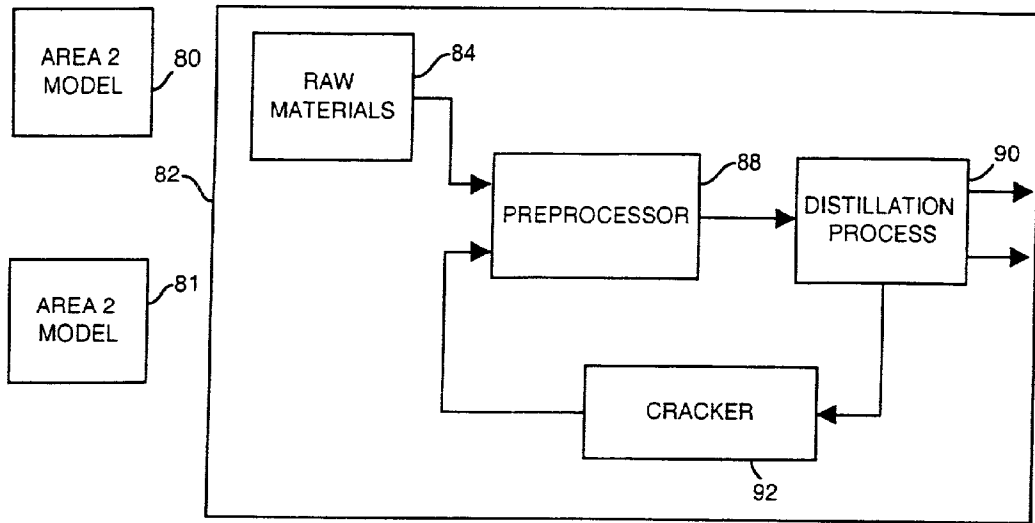 AREA 2
MODEL
80
RAW
MATERIALS
84
82
PREPROCESSOR
88
DISTILLATION
PROCESS
90
AREA 2
MODEL
81
CRACKER
92